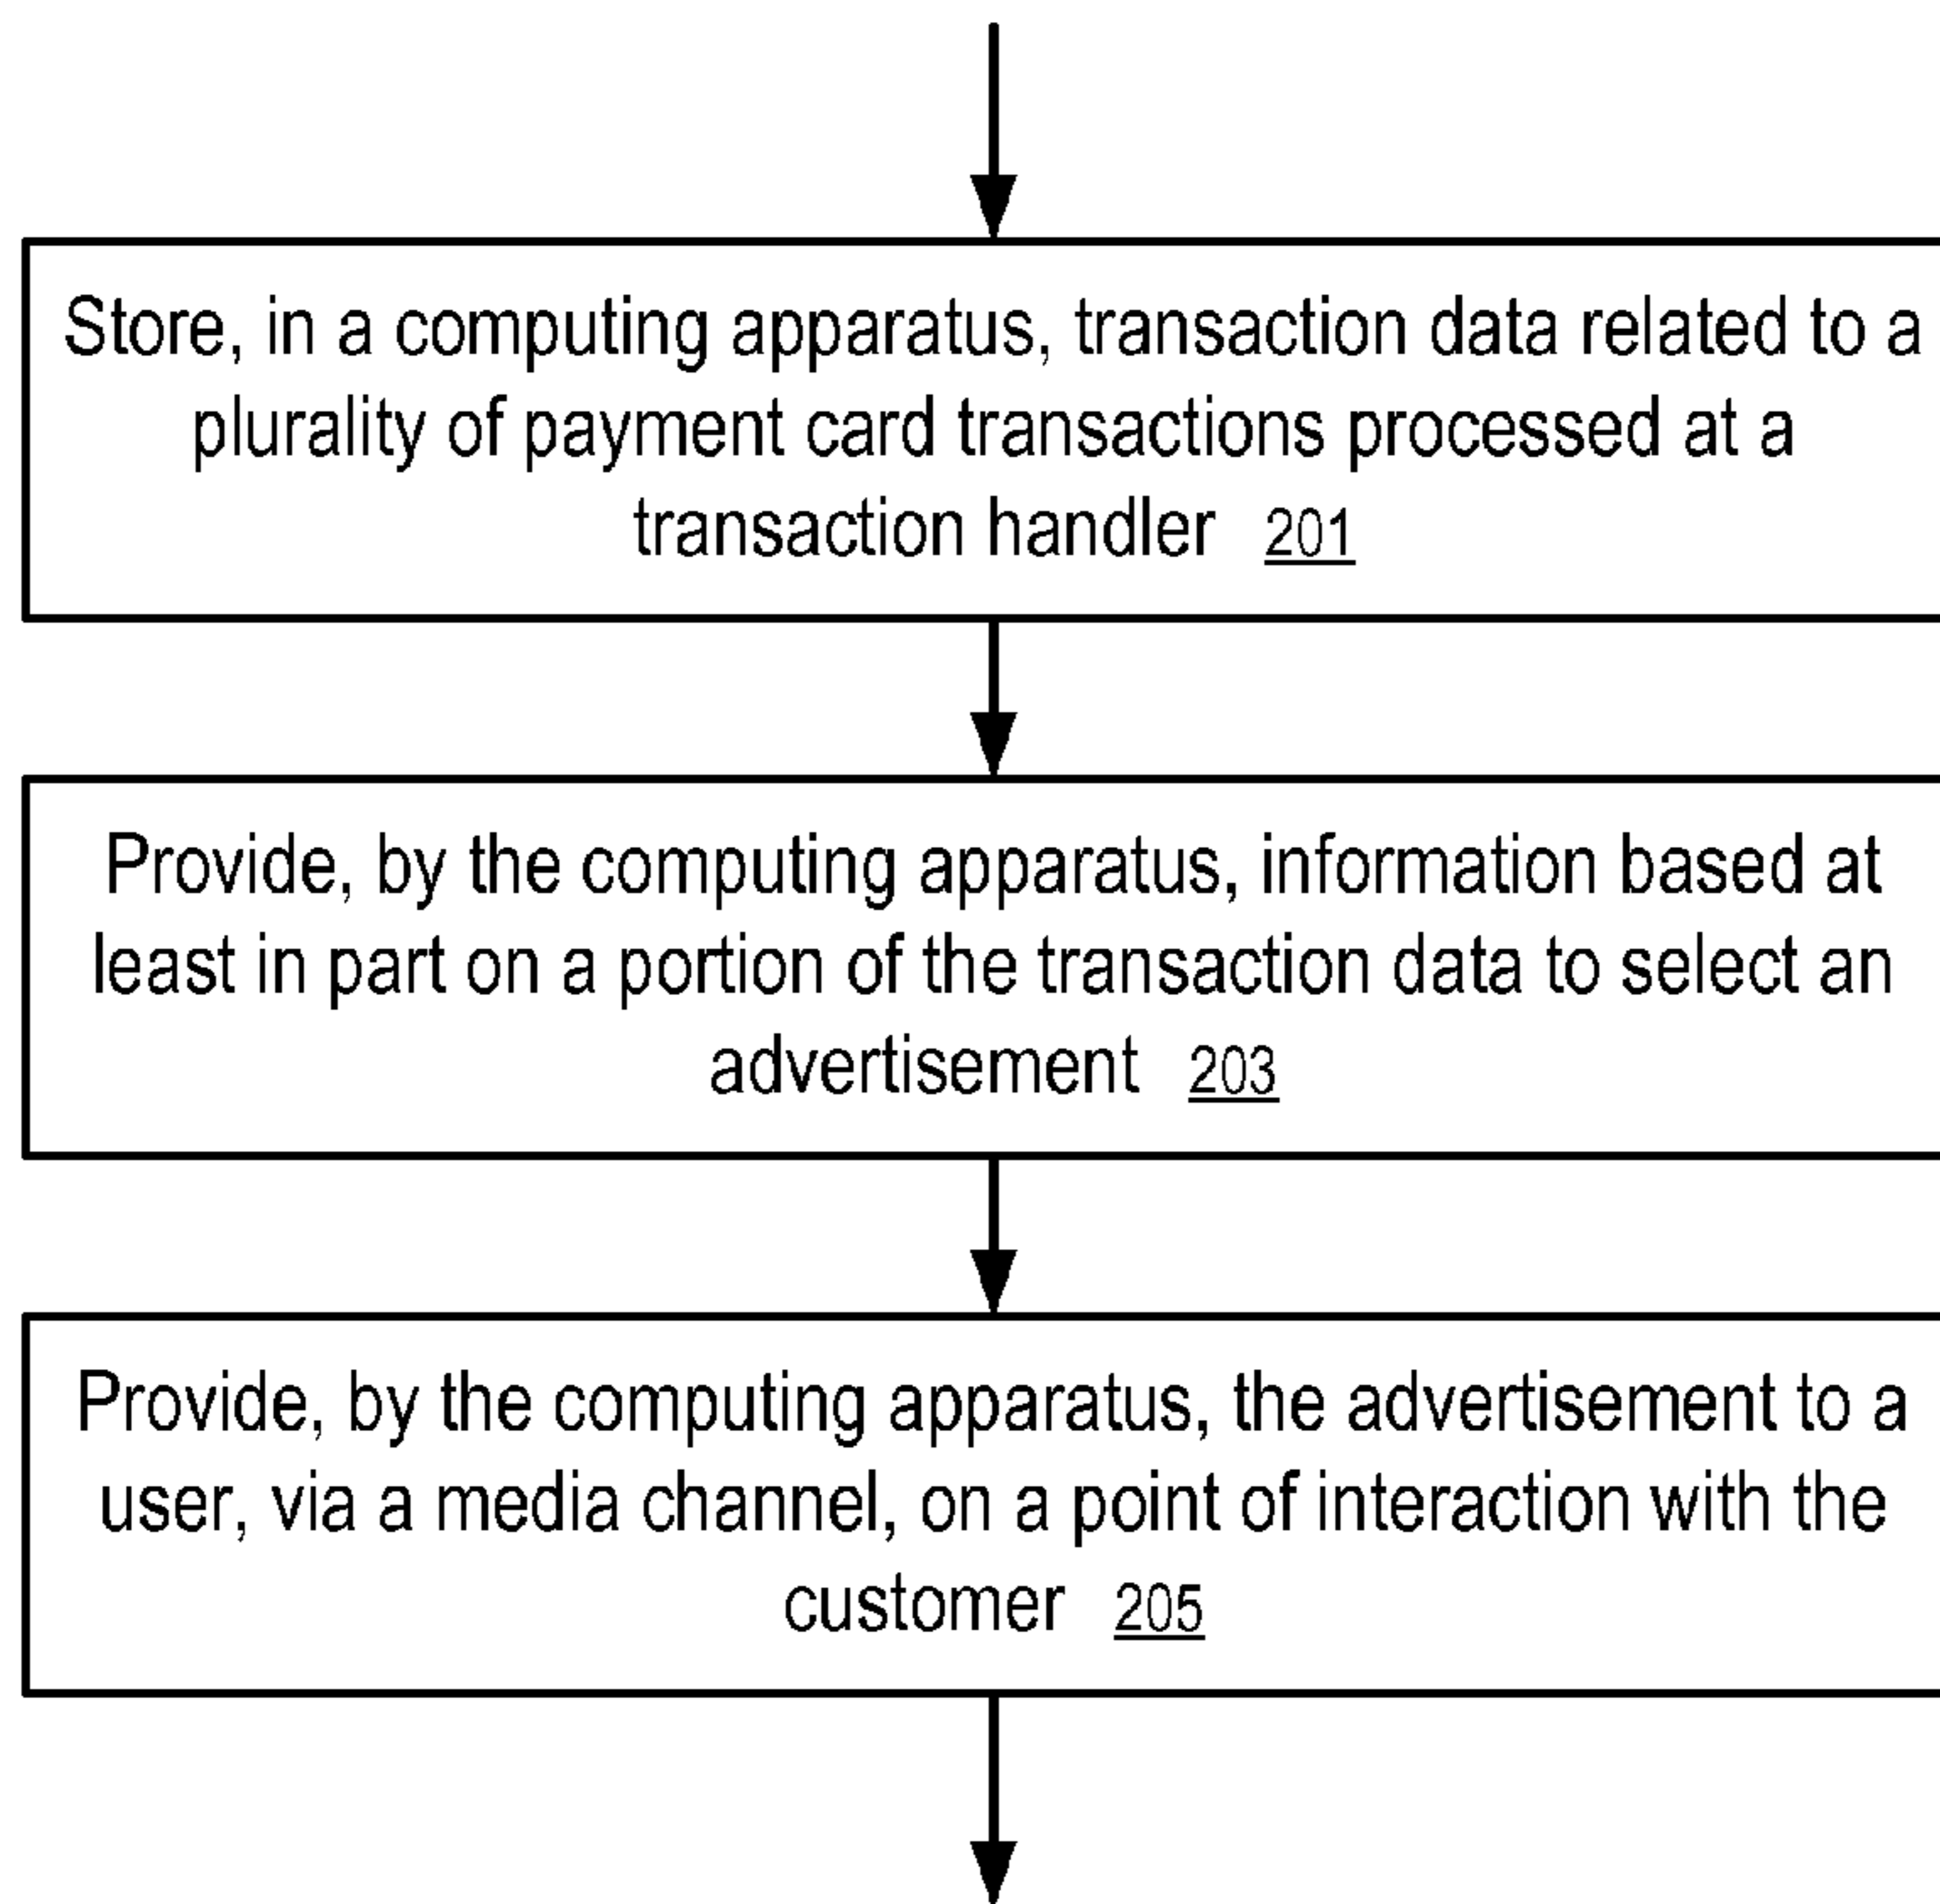 Store, in a computing apparatus, transaction data related to a
plurality of payment card transactions processed at a
transaction handler 201
Provide, by the computing apparatus, information based at
least in part on a portion of the transaction data to select an
advertisement 203
Provide, by the computing apparatus, the advertisement to a
user, via a media channel, on a point of interaction with the
customer 205